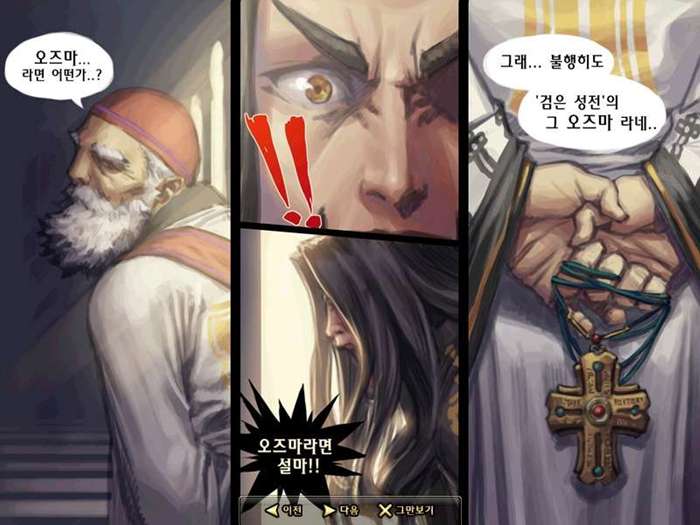 오즈마...
라면 어떤가..?
!!
오즈마라면
설마!!
그래... 불행히도
'검은 성전'의
그 오즈마 라네..
이전 다음 그만보기